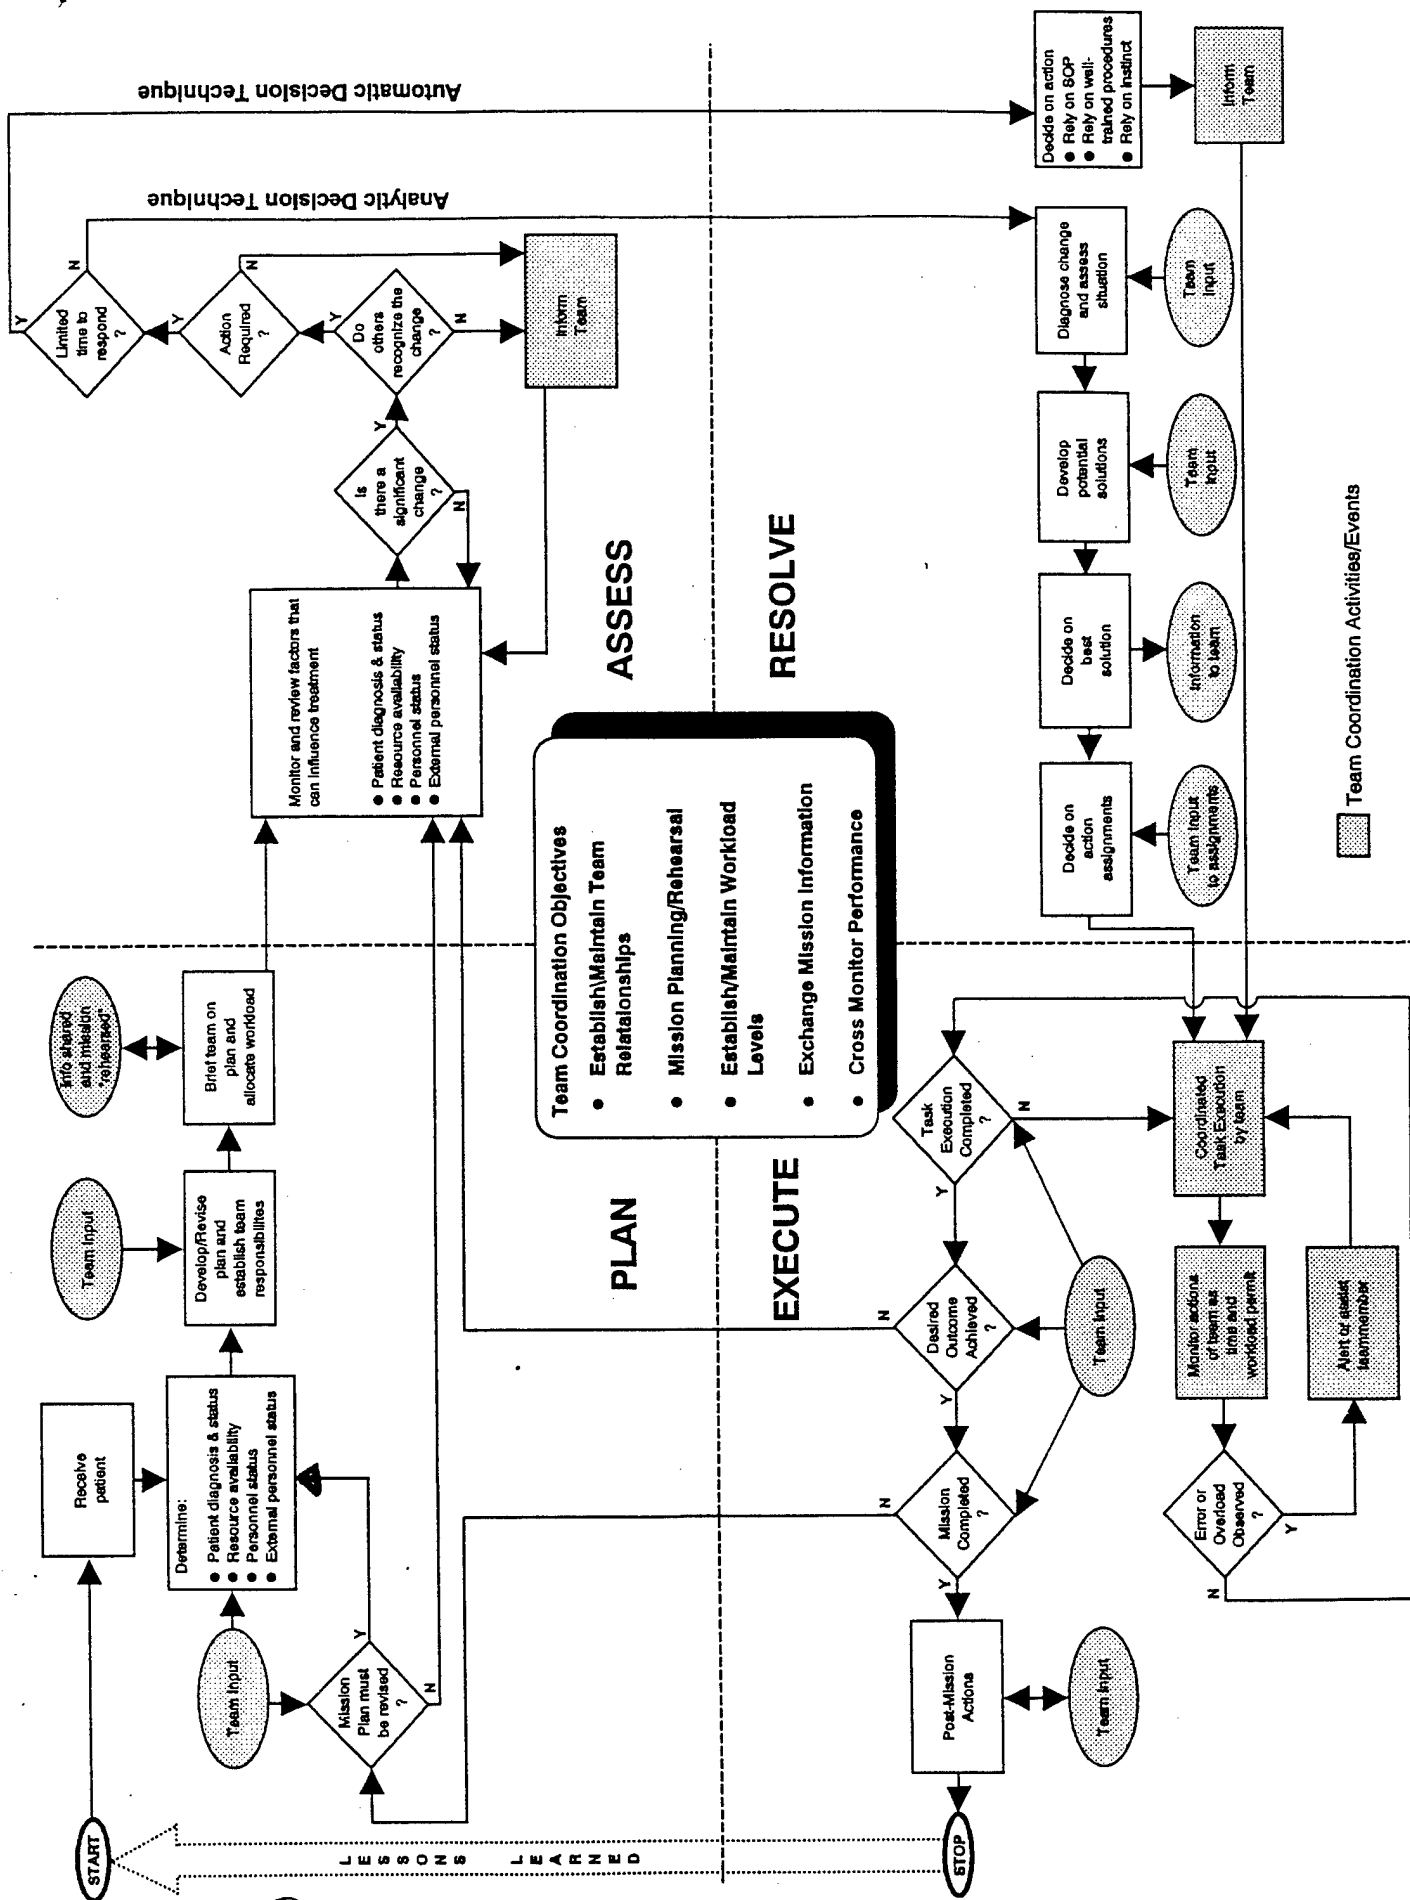 START
Receive
patient
Team Input
Determine:
● Patient diagnosis & status
● Resource availability
● Personnel status
● External personnel status
Mission
Plan must
be revised
?
Y
N
Team Input
Develop/Revise
plan and
establish team
responsibilites
Info shared
and mission
"rehearsed"
Brief team on
plan and
allocate workload
PLAN
Monitor and review factors that
can influence treatment
● Patient diagnosis & status
● Resource availability
● Personnel status
● External personnel status
Is
there a
significant
change
?
Y
N
Do
others
recognize the
change
?
Y
N
Action
Required
?
Y
N
Limited
time to
respond
?
Y
N
Inform
Team
Automatic Decision Technique
Analytic Decision Technique
ASSESS
Team Coordination Objectives
● Establish\Maintain Team
Relataionships
● Mission Planning/Rehearsal
● Establish/Maintain Workload
Levels
● Exchange Mission Information
● Cross Monitor Performance
RESOLVE
Decide on action
● Rely on SOP
● Rely on well-
trained procedures
● Rely on instinct
Inform
Team
Diagnose change
and assess
situation
Team
Input
Develop
potential
solutions
Team
Input
Decide on
best
solution
Information
to team
Decide on
action
assignments
Team Input
to assignments
EXECUTE
Task
Execution
Completed
?
Y
N
Desired
Outcome
Achieved
?
Y
N
Mission
Completed
?
Y
N
Team Input
Post-Mission
Actions
Team Input
STOP
LESSONS LEARNED
Coordinated
Task Execution
by team
Monitor actions
of team as
time and
workload permit
Error or
Overload
Observed
?
N
Y
Alert or assist
teammember
Team Coordination Activities/Events